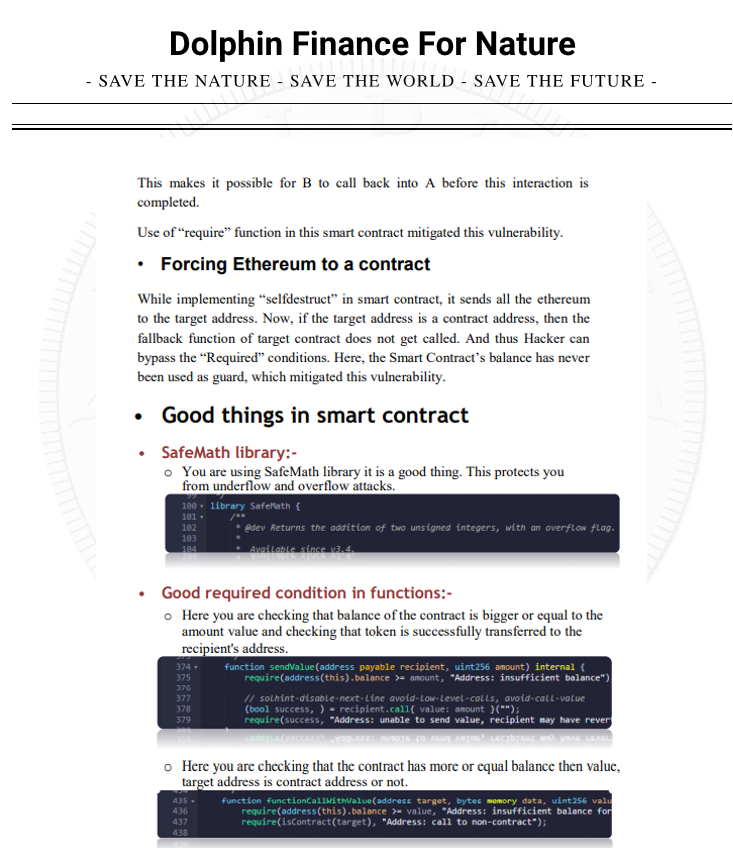 Dolphin Finance For Nature
- SAVE THE NATURE - SAVE THE WORLD - SAVE THE FUTURE -
This makes it possible for B to call back into A before this interaction is
completed.
Use of “require” function in this smart contract mitigated this vulnerability.
• Forcing Ethereum to a contract
While implementing “selfdestruct” in smart contract, it sends all the ethereum
to the target address. Now, if the target address is a contract address, then the
fallback function of target contract does not get called. And thus Hacker can
bypass the “Required” conditions. Here, the Smart Contract’s balance has never
been used as guard, which mitigated this vulnerability.
• Good things in smart contract
• SafeMath library:-
o You are using SafeMath library it is a good thing. This protects you
from underflow and overflow attacks.
100 library SafeMath {
101 /**
102 * @dev Returns the addition of two unsigned integers, with an overflow flag.
103 *
104 * Available since v3.4.
• Good required condition in functions:-
o Here you are checking that balance of the contract is bigger or equal to the
amount value and checking that token is successfully transferred to the
recipient's address.
374 function sendValue(address payable recipient, uint256 amount) internal {
375 require(address(this).balance >= amount, "Address: insufficient balance")
376
377 // solhint-disable-next-line avoid-low-level-calls, avoid-call-value
378 (bool success, ) = recipient.call{ value: amount }("");
379 require(success, "Address: unable to send value, recipient may have rever
o Here you are checking that the contract has more or equal balance then value,
target address is contract address or not.
435 function functionCallWithValue(address target, bytes memory data, uint256 valu
436 require(address(this).balance >= value, "Address: insufficient balance for
437 require(isContract(target), "Address: call to non-contract");
438